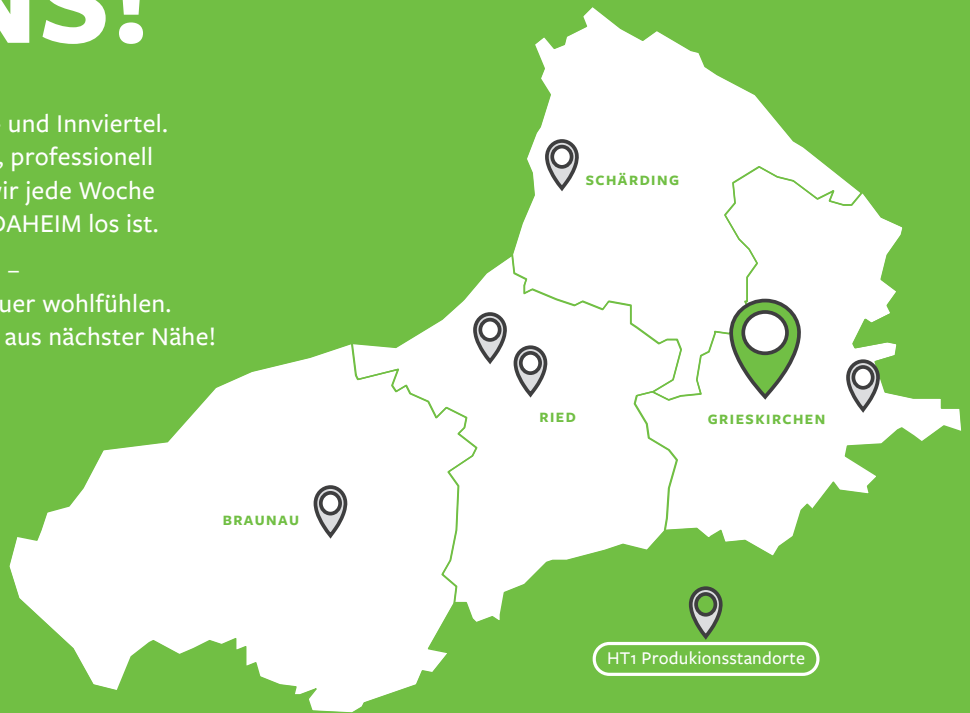 NS!
und Innviertel.
, professionell
wir jede Woche
DAHEIM los ist.
–
uer wohlfühlen.
aus nächster Nähe!
SCHÄRDING
RIED
GRIESKIRCHEN
BRAUNAU
HT1 Produkionsstandorte